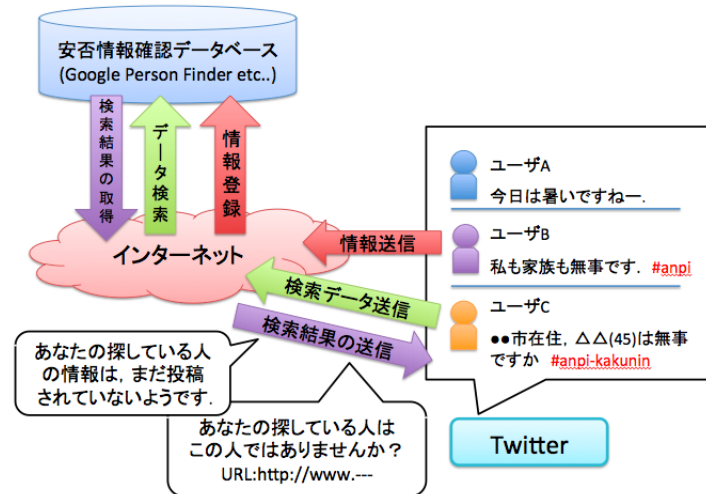 安否情報確認データベース
(Google Person Finder etc..)
検索結果の取得
データ検索
情報登録
インターネット
情報送信
検索データ送信
検索結果の送信
ユーザA
今日は暑いですねー.
ユーザB
私も家族も無事です. #anpi
ユーザC
●●市在住, △△(45)は無事
ですか #anpi-kakunin
あなたの探している人
の情報は, まだ投稿
されていないようです.
あなたの探している人は
この人ではありませんか?
URL:http://www.---
Twitter